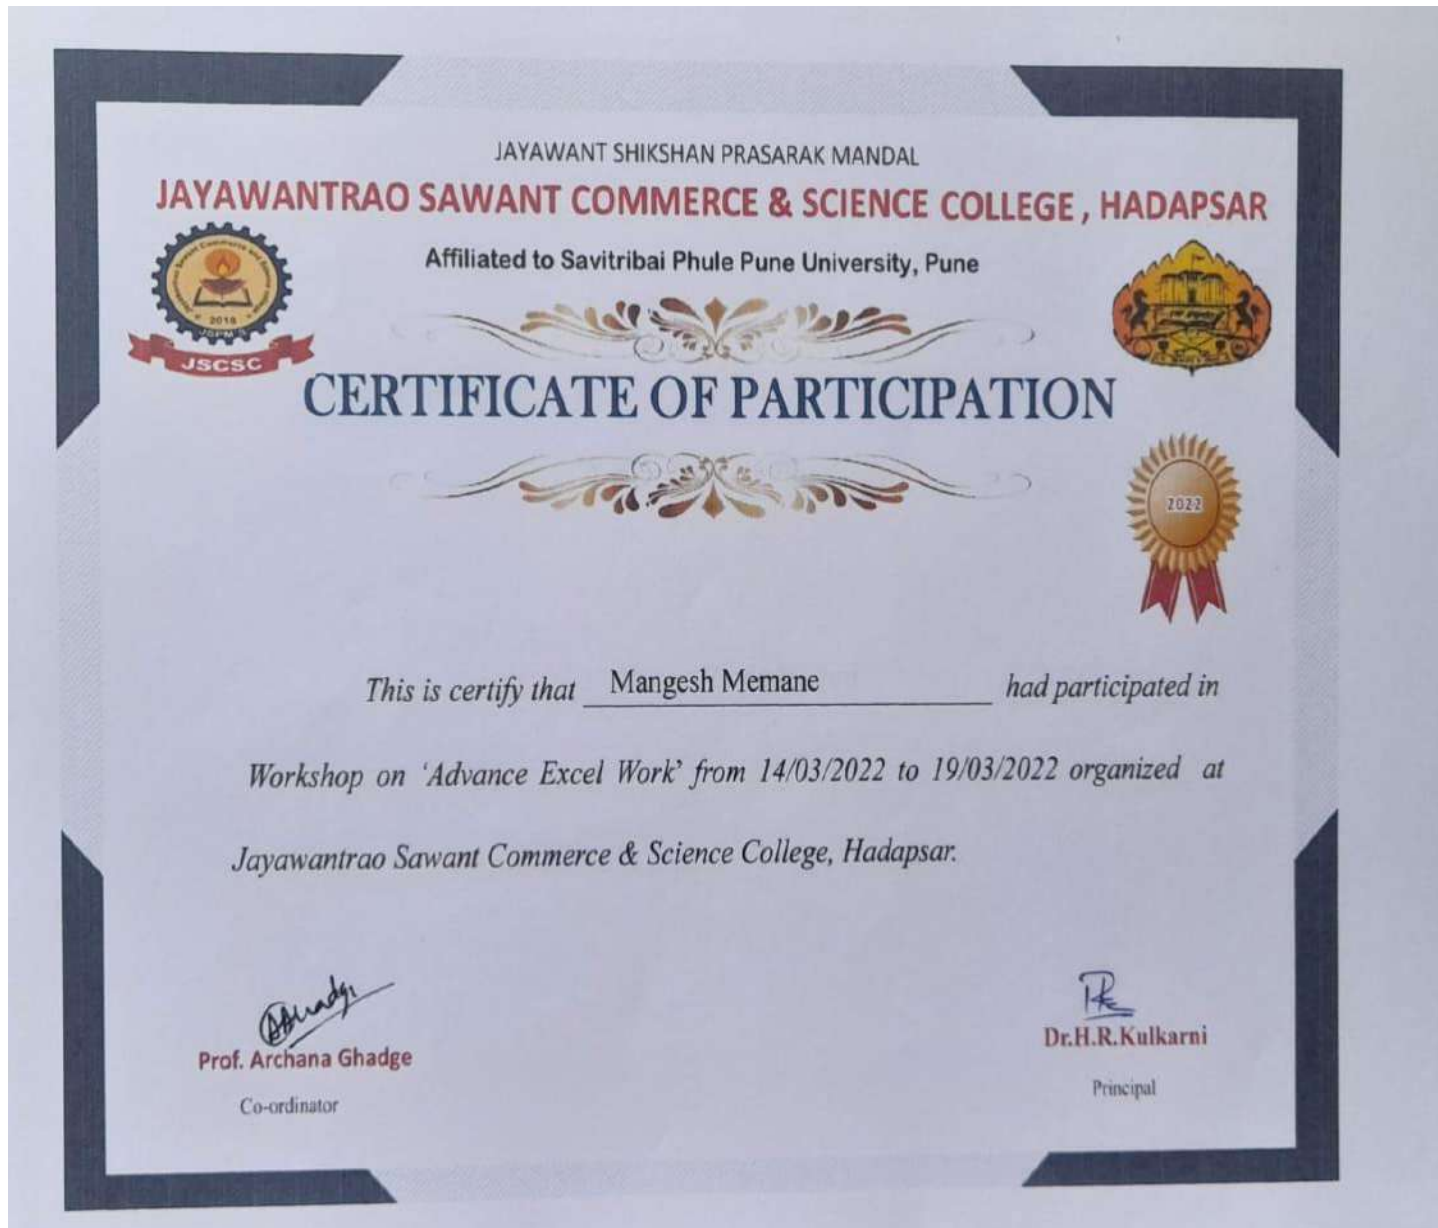 JAYAWANT SHIKSHAN PRASARAK MANDAL
JAYAWANTRAO SAWANT COMMERCE & SCIENCE COLLEGE, HADAPSAR
Affiliated to Savitribai Phule Pune University, Pune
2018
JSPM'S
JSCSC
CERTIFICATE OF PARTICIPATION
2022
This is certify that Mangesh Memane had participated in
Workshop on 'Advance Excel Work' from 14/03/2022 to 19/03/2022 organized at
Jayawantrao Sawant Commerce & Science College, Hadapsar.
Prof. Archana Ghadge
Co-ordinator
Dr.H.R.Kulkarni
Principal